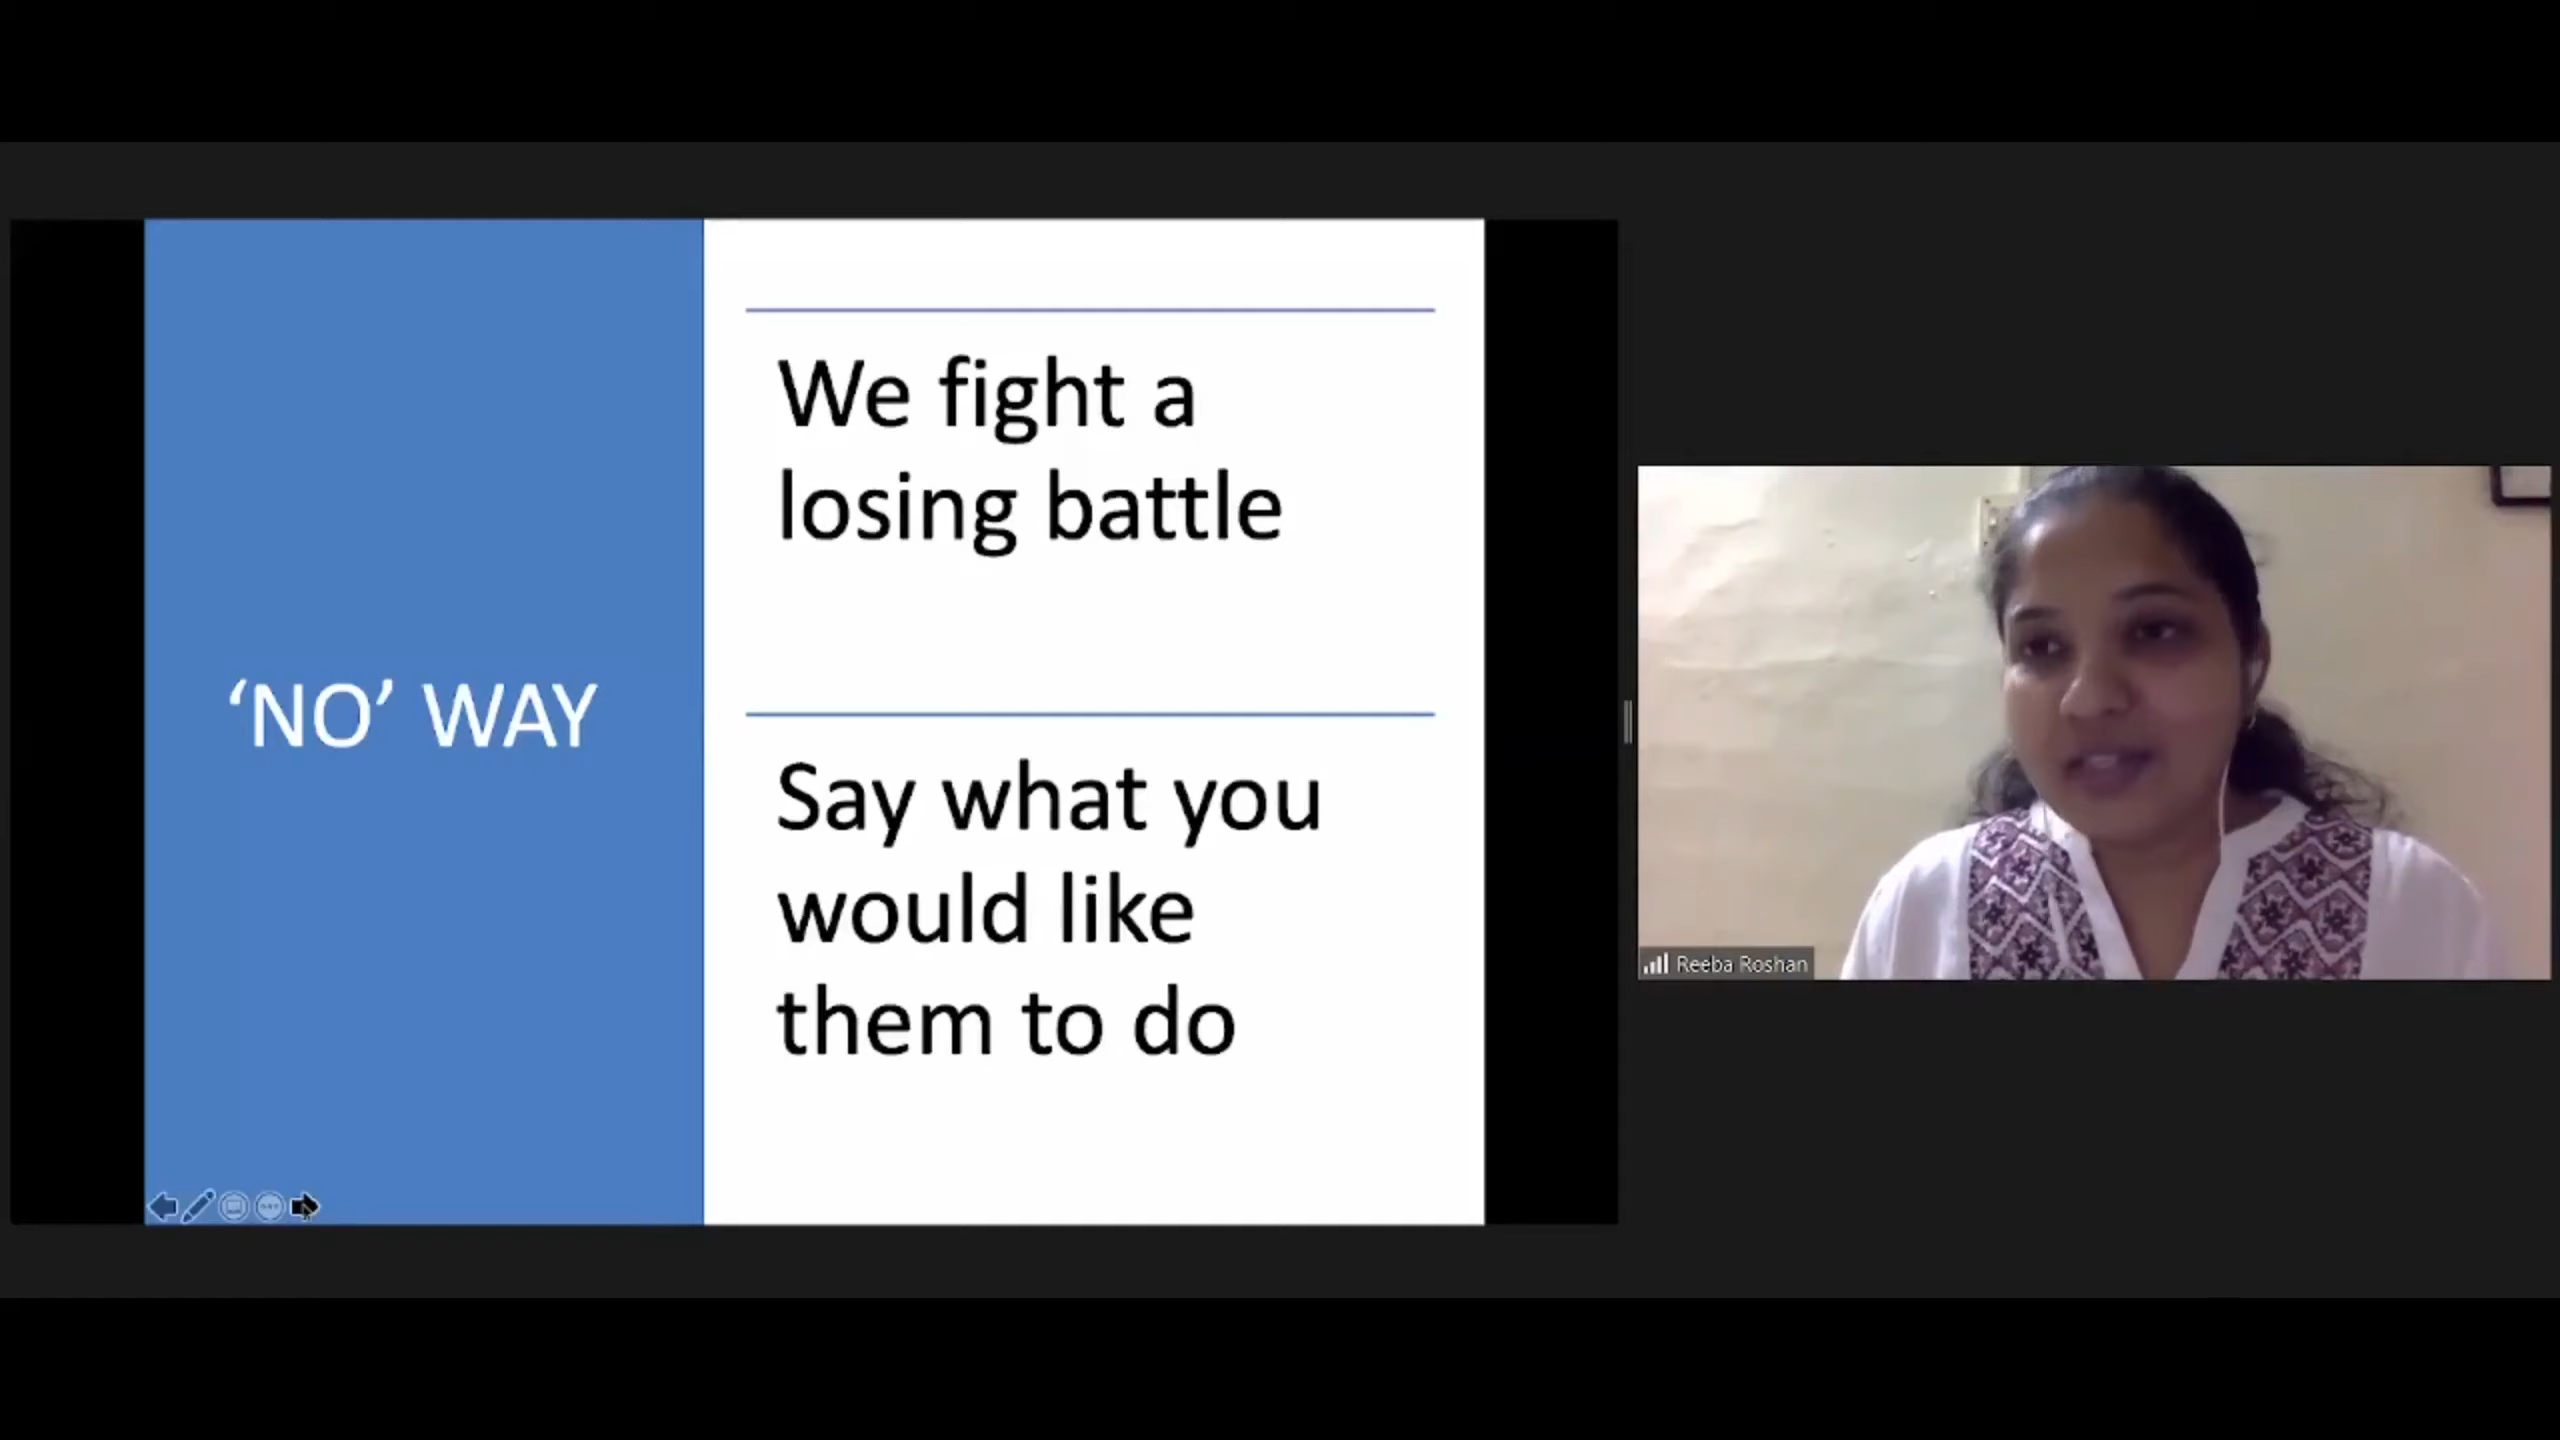 ‘NO’ WAY
We fight a
losing battle
Say what you
would like
them to do
Reeba Roshan